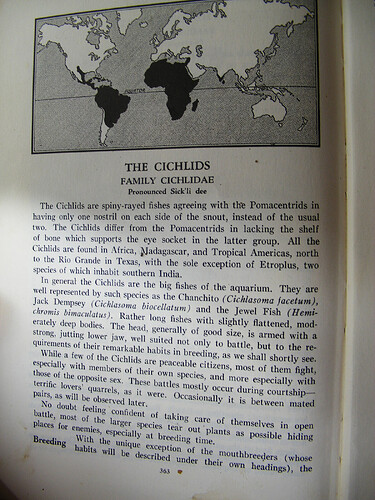 EQUATOR
THE CICHLIDS
FAMILY CICHLIDAE
Pronounced Sick'li dee
The Cichlids are spiny-rayed fishes agreeing with the Pomacentrids in
having only one nostril on each side of the snout, instead of the usual
two. The Cichlids differ from the Pomacentrids in lacking the shelf
of bone which supports the eye socket in the latter group. All the
Cichlids are found in Africa, Madagascar, and Tropical Americas, north
to the Rio Grande in Texas, with the sole exception of Etroplus, two
species of which inhabit southern India.
In general the Cichlids are the big fishes of the aquarium. They are
well represented by such species as the Chanchito (Cichlasoma facetum),
Jack Dempsey (Cichlasoma biocellatum) and the Jewel Fish (Hemi-
chromis bimaculatus). Rather long fishes with slightly flattened, mod-
erately deep bodies. The head, generally of good size, is armed with a
strong, jutting lower jaw, well suited not only to battle, but to the re-
quirements of their remarkable habits in breeding, as we shall shortly see.
While a few of the Cichlids are peaceable citizens, most of them fight,
especially with members of their own species, and more especially with
those of the opposite sex. These battles mostly occur during courtship—
terrific lovers' quarrels, as it were. Occasionally it is between mated
pairs, as will be observed later.
No doubt feeling confident of taking care of themselves in open
battle, most of the larger species tear out plants as possible hiding
places for enemies, especially at breeding time.
Breeding With the unique exception of the mouthbreeders (whose
habits will be described under their own headings), the
363